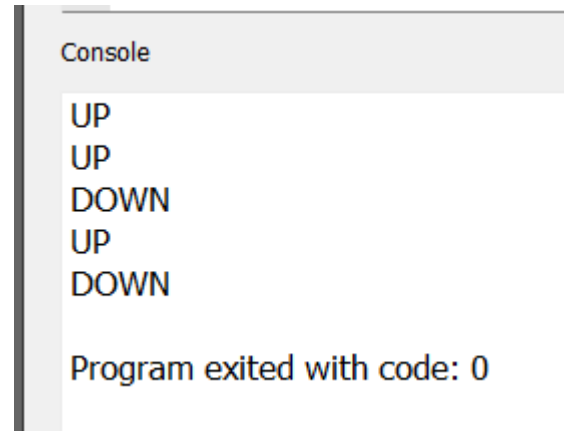 Console
UP
UP
DOWN
UP
DOWN
Program exited with code: 0